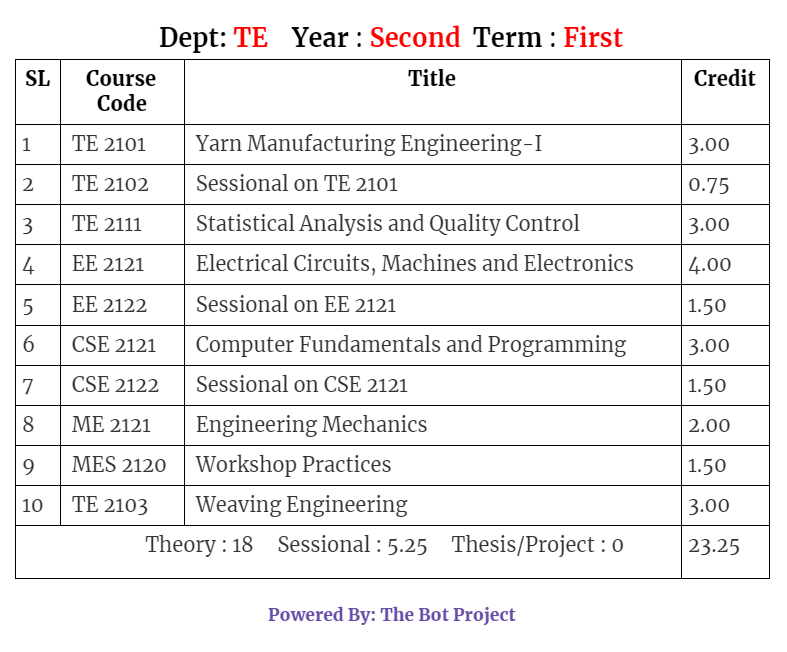 Dept: TE Year : Second Term : First
SL Course Code Title Credit
1 TE 2101 Yarn Manufacturing Engineering-I 3.00
2 TE 2102 Sessional on TE 2101 0.75
3 TE 2111 Statistical Analysis and Quality Control 3.00
4 EE 2121 Electrical Circuits, Machines and Electronics 4.00
5 EE 2122 Sessional on EE 2121 1.50
6 CSE 2121 Computer Fundamentals and Programming 3.00
7 CSE 2122 Sessional on CSE 2121 1.50
8 ME 2121 Engineering Mechanics 2.00
9 MES 2120 Workshop Practices 1.50
10 TE 2103 Weaving Engineering 3.00
Theory : 18 Sessional : 5.25 Thesis/Project : 0 23.25
Powered By: The Bot Project